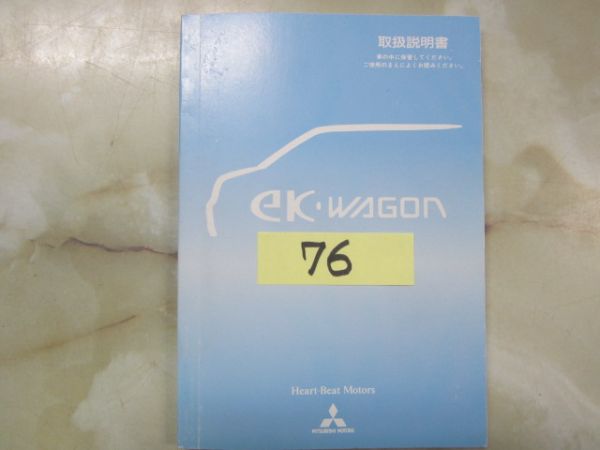 取扱説明書
車の中に保管してください。
ご使用のまえによくお読みください。
eK·WAGON
76
Heart-Beat Motors
MITSUBISHI MOTORS